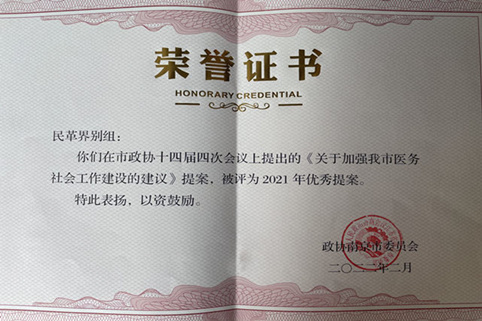 荣誉证书
HONORARY CREDENTIAL
民革界别组：
你们在市政协十四届四次会议上提出的《关于加强我市医务
社会工作建设的建议》提案，被评为2021年优秀提案。
特此表扬，以资鼓励。
政协南京市委员会
二〇二二年二月